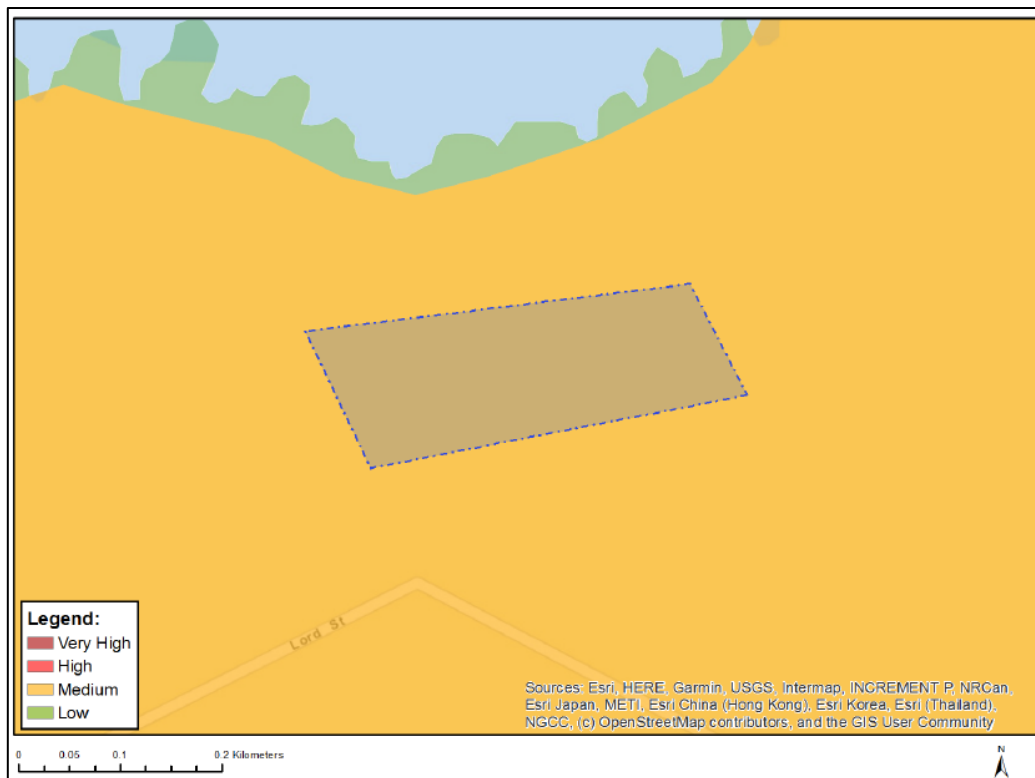 Lord St
Legend:
Very High
High
Medium
Low
Sources: Esri, HERE, Garmin, USGS, Intermap, INCREMENT P, NRCan,
Esri Japan, METI, Esri China (Hong Kong), Esri Korea, Esri (Thailand),
NGCC, (c) OpenStreetMap contributors, and the GIS User Community
0 0.05 0.1 0.2 Kilometers
N